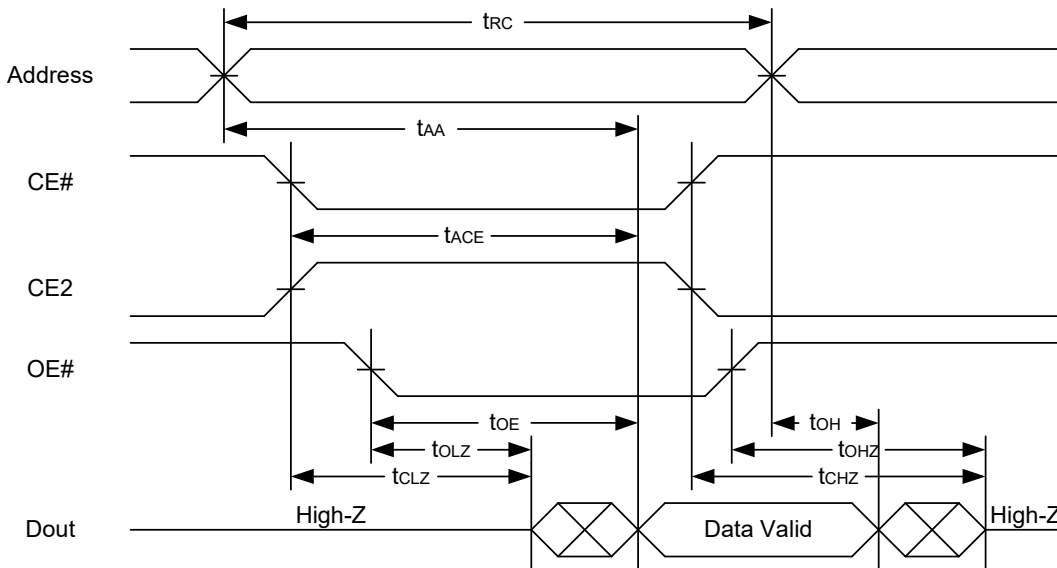 tRC
Address
tAA
CE#
tACE
CE2
OE#
tOE
tOH
tOLZ
tOHZ
tCLZ
tCHZ
High-Z
High-Z
Dout
Data Valid